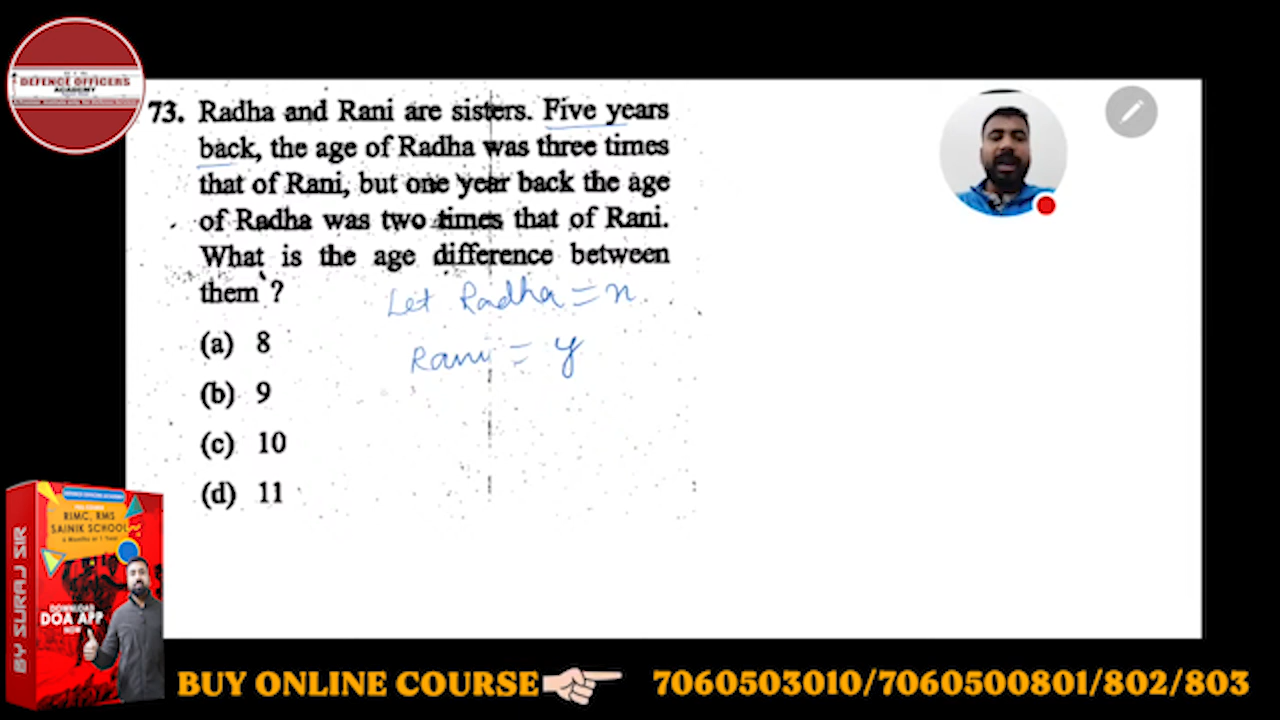 DEFENCE OFFICERS
ACADEMY
73. Radha and Rani are sisters. Five years
back, the age of Radha was three times
that of Rani, but one year back the age
of Radha was two times that of Rani.
What is the age difference between
them ?
Let Radha = x
Rani = y
(a) 8
(b) 9
(c) 10
(d) 11
RIMC, RMS
SAINIK SCHOOL
DOWNLOAD
DOA APP
NOW
BY SURAJ SIR
BUY ONLINE COURSE
7060503010/7060500801/802/803